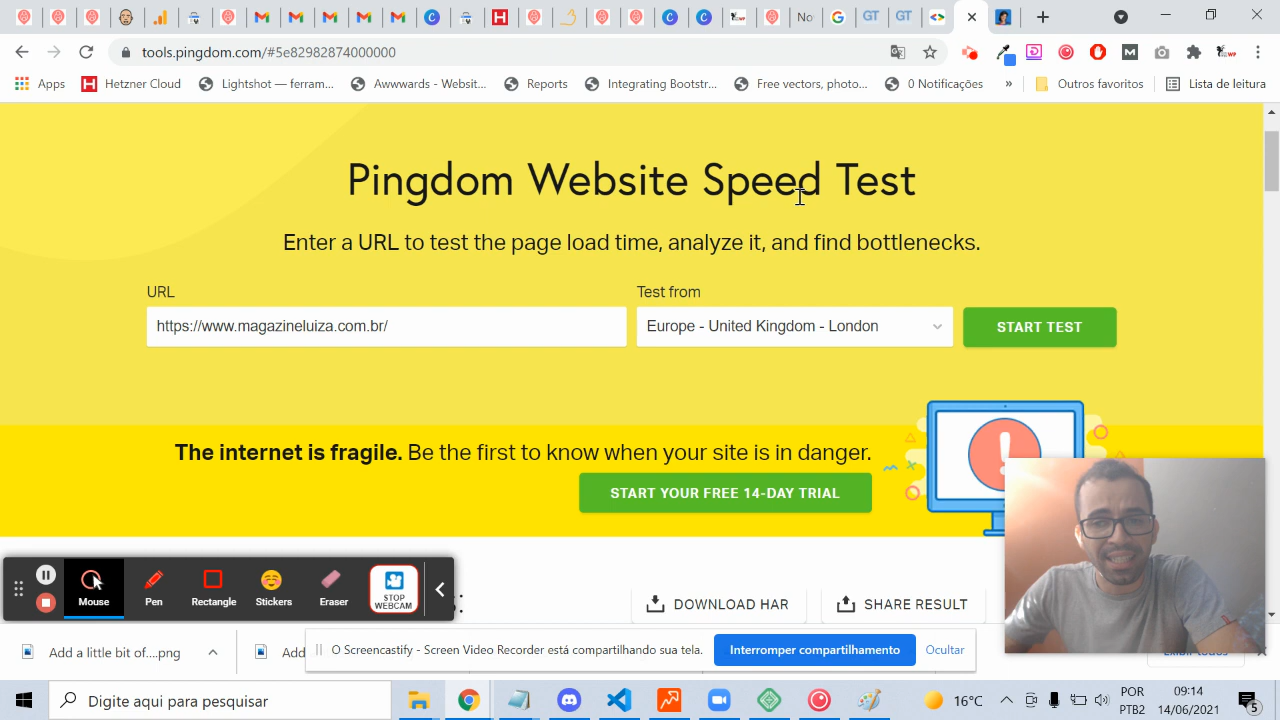 No
GT
GT
tools.pingdom.com/#5e82982874000000
Apps
Hetzner Cloud
Lightshot — ferram...
Awwwards - Websit...
Reports
Integrating Bootstr...
Free vectors, photo...
0 Notificações
»
Outros favoritos
Lista de leitura
Pingdom Website Speed Test
Enter a URL to test the page load time, analyze it, and find bottlenecks.
URL
Test from
https://www.magazineluiza.com.br/
Europe - United Kingdom - London
START TEST
The internet is fragile. Be the first to know when your site is in danger.
START YOUR FREE 14-DAY TRIAL
Mouse
Pen
Rectangle
Stickers
Eraser
STOP
WEBCAM
DOWNLOAD HAR
SHARE RESULT
Add a little bit of....png
Add
O Screencastify - Screen Video Recorder está compartilhando sua tela.
Interromper compartilhamento
Ocultar
Digite aqui para pesquisar
16°C
POR
PTB2
09:14
14/06/2021
5